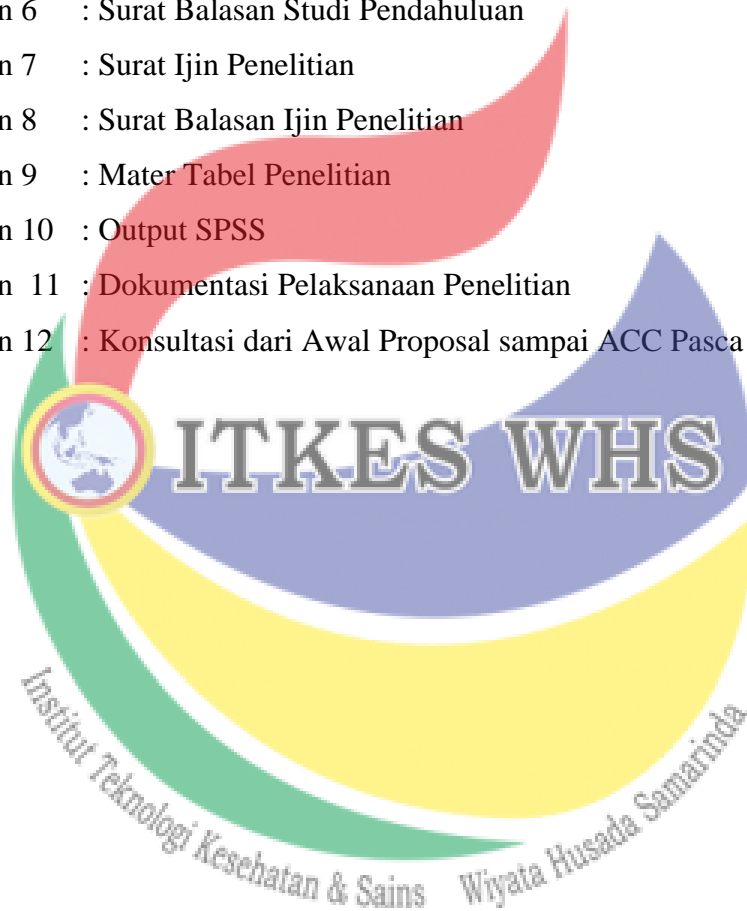 n 6 : Surat Balasan Studi Pendahuluan
n 7 : Surat Ijin Penelitian
n 8 : Surat Balasan Ijin Penelitian
n 9 : Mater Tabel Penelitian
n 10 : Output SPSS
n 11 : Dokumentasi Pelaksanaan Penelitian
n 12 : Konsultasi dari Awal Proposal sampai ACC Pasca
ITKES WHS
Institut Teknologi Kesehatan & Sains Wiyata Husada Samarinda